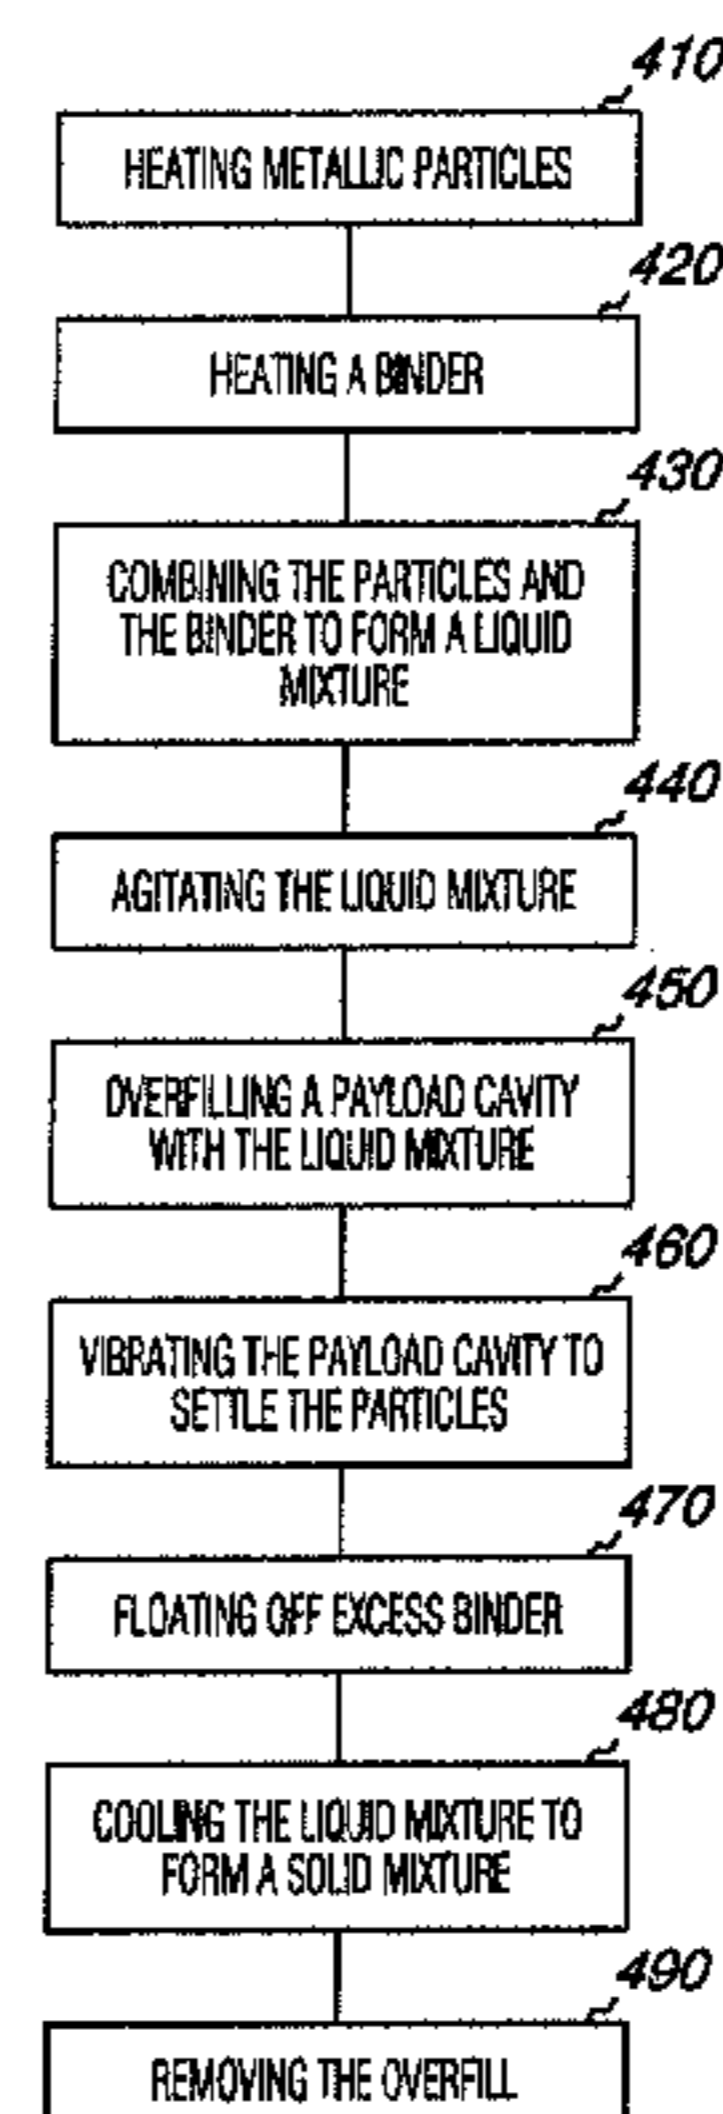 410
HEATING METALLIC PARTICLES
420
HEATING A BINDER
430
COMBINING THE PARTICLES AND
THE BINDER TO FORM A LIQUID
MIXTURE
440
AGITATING THE LIQUID MIXTURE
450
OVERFILLING A PAYLOAD CAVITY
WITH THE LIQUID MIXTURE
460
VIBRATING THE PAYLOAD CAVITY TO
SETTLE THE PARTICLES
470
FLOATING OFF EXCESS BINDER
480
COOLING THE LIQUID MIXTURE TO
FORM A SOLID MIXTURE
490
REMOVING THE OVERFILL